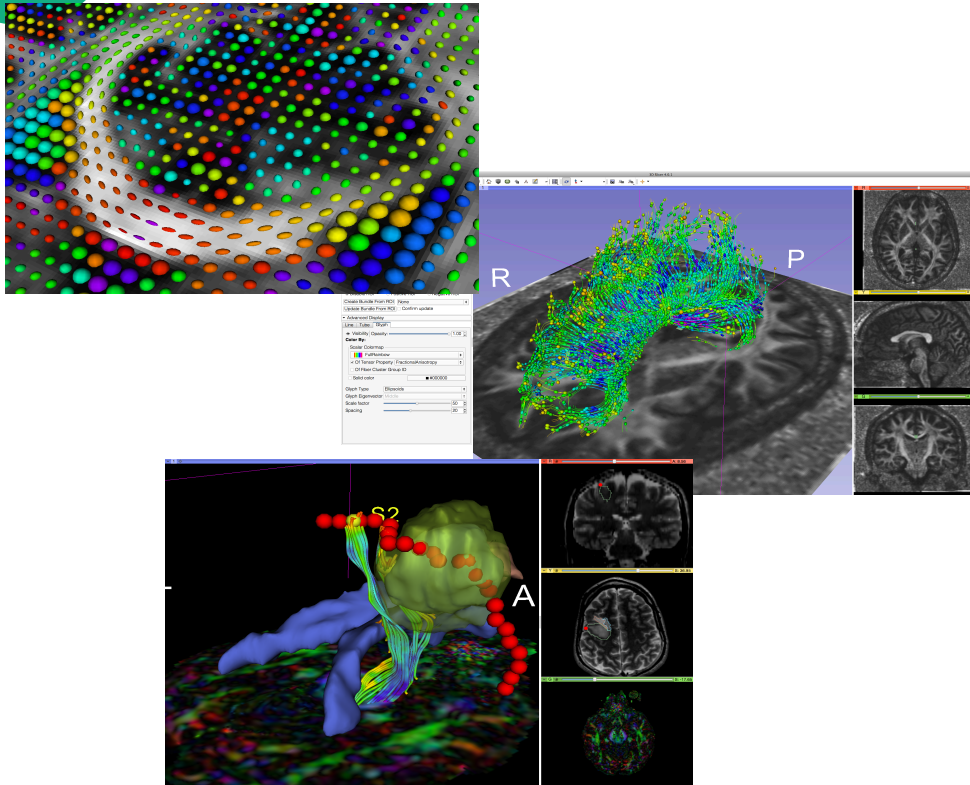 R
P
Create Bundle From ROI None
Update Bundle From ROI Confirm update
Advanced Display
Line Tube Glyph
Visibility Opacity: 1.00
Color By:
Scalar Colormap
FullRainbow
Of Tensor Property FractionalAnisotropy
Of Fiber Cluster Group ID
Solid color #000000
Glyph Type Ellipsoids
Glyph Eigenvector
Scale factor 50
Spacing 20
S2
A